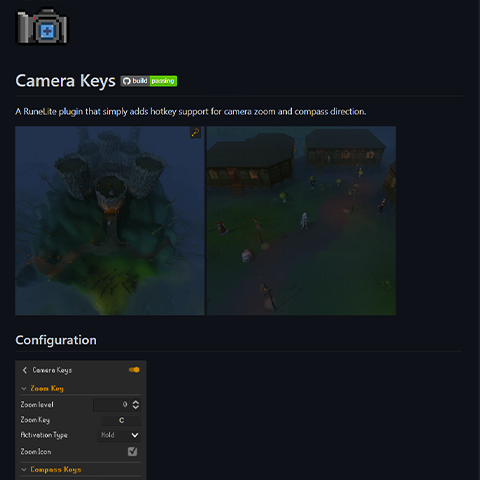 Camera Keys build passing
A RuneLite plugin that simply adds hotkey support for camera zoom and compass direction.
Configuration
Camera Keys
Zoom Key
Zoom level 0
Zoom Key C
Activation Type Hold
Zoom Icon
Compass Keys